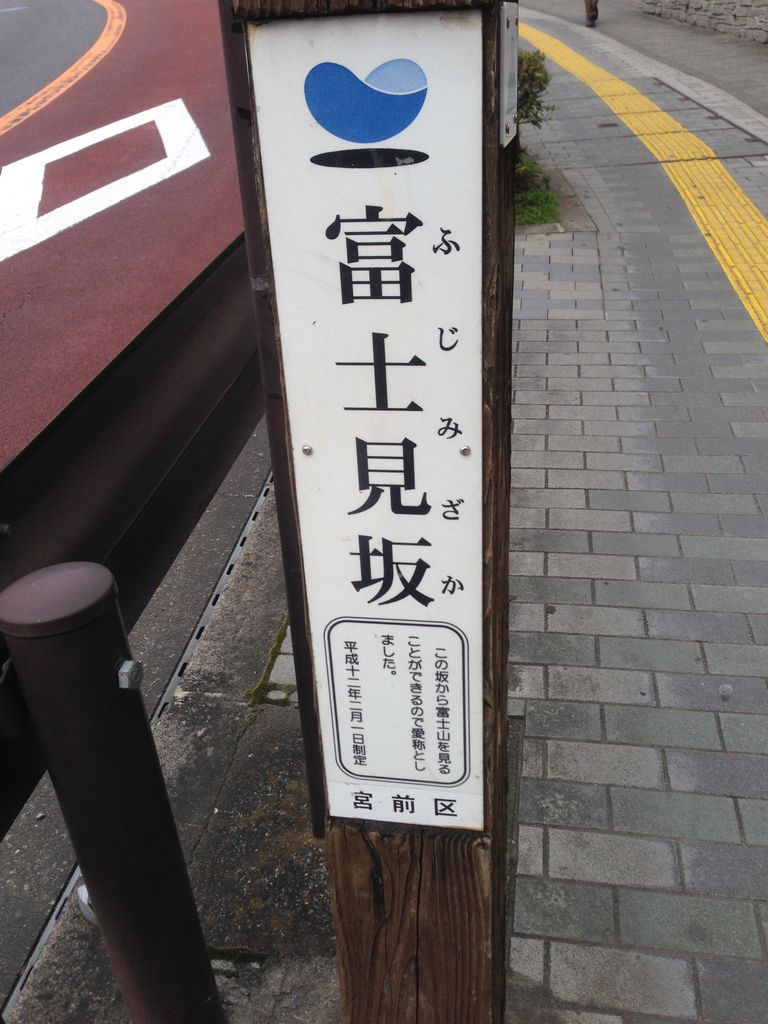 富士見坂
ふじみざか
この坂から富士山を見る
ことができるので愛称とし
ました。
平成十二年二月一日制定
宮前区